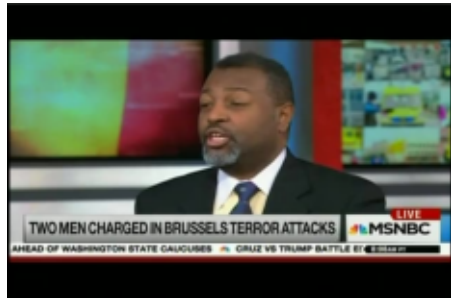 LIVE
TWO MEN CHARGED IN BRUSSELS TERROR ATTACKS
MSNBC
AHEAD OF WASHINGTON STATE CAUCUSES
CRUZ VS TRUMP BATTLE